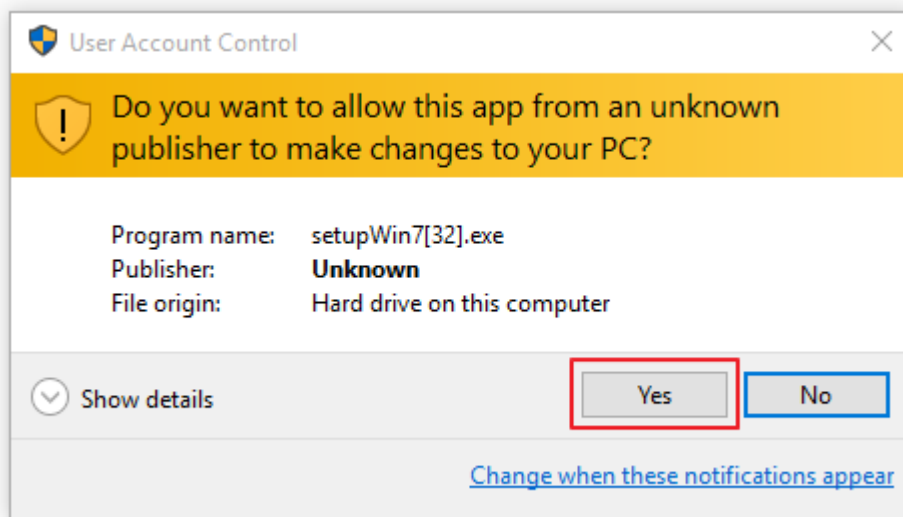 User Account Control
Do you want to allow this app from an unknown
publisher to make changes to your PC?
Program name: setupWin7[32].exe
Publisher: Unknown
File origin: Hard drive on this computer
Show details
Yes
No
Change when these notifications appear